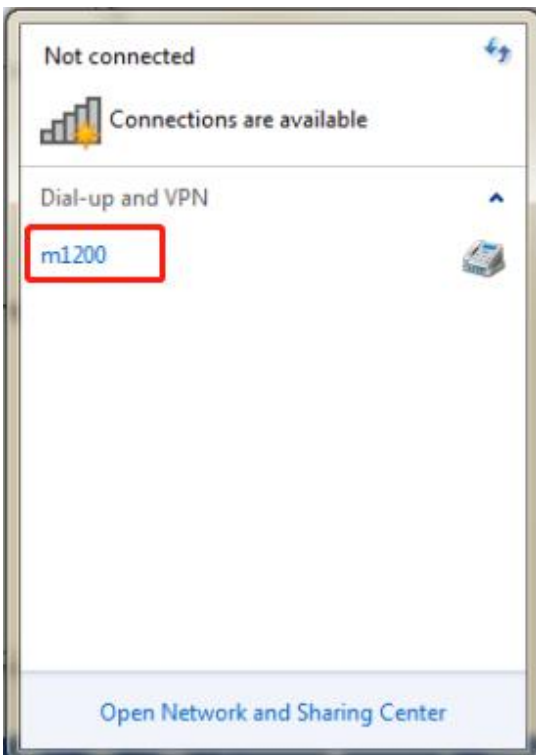 Not connected
Connections are available
Dial-up and VPN
m1200
Open Network and Sharing Center